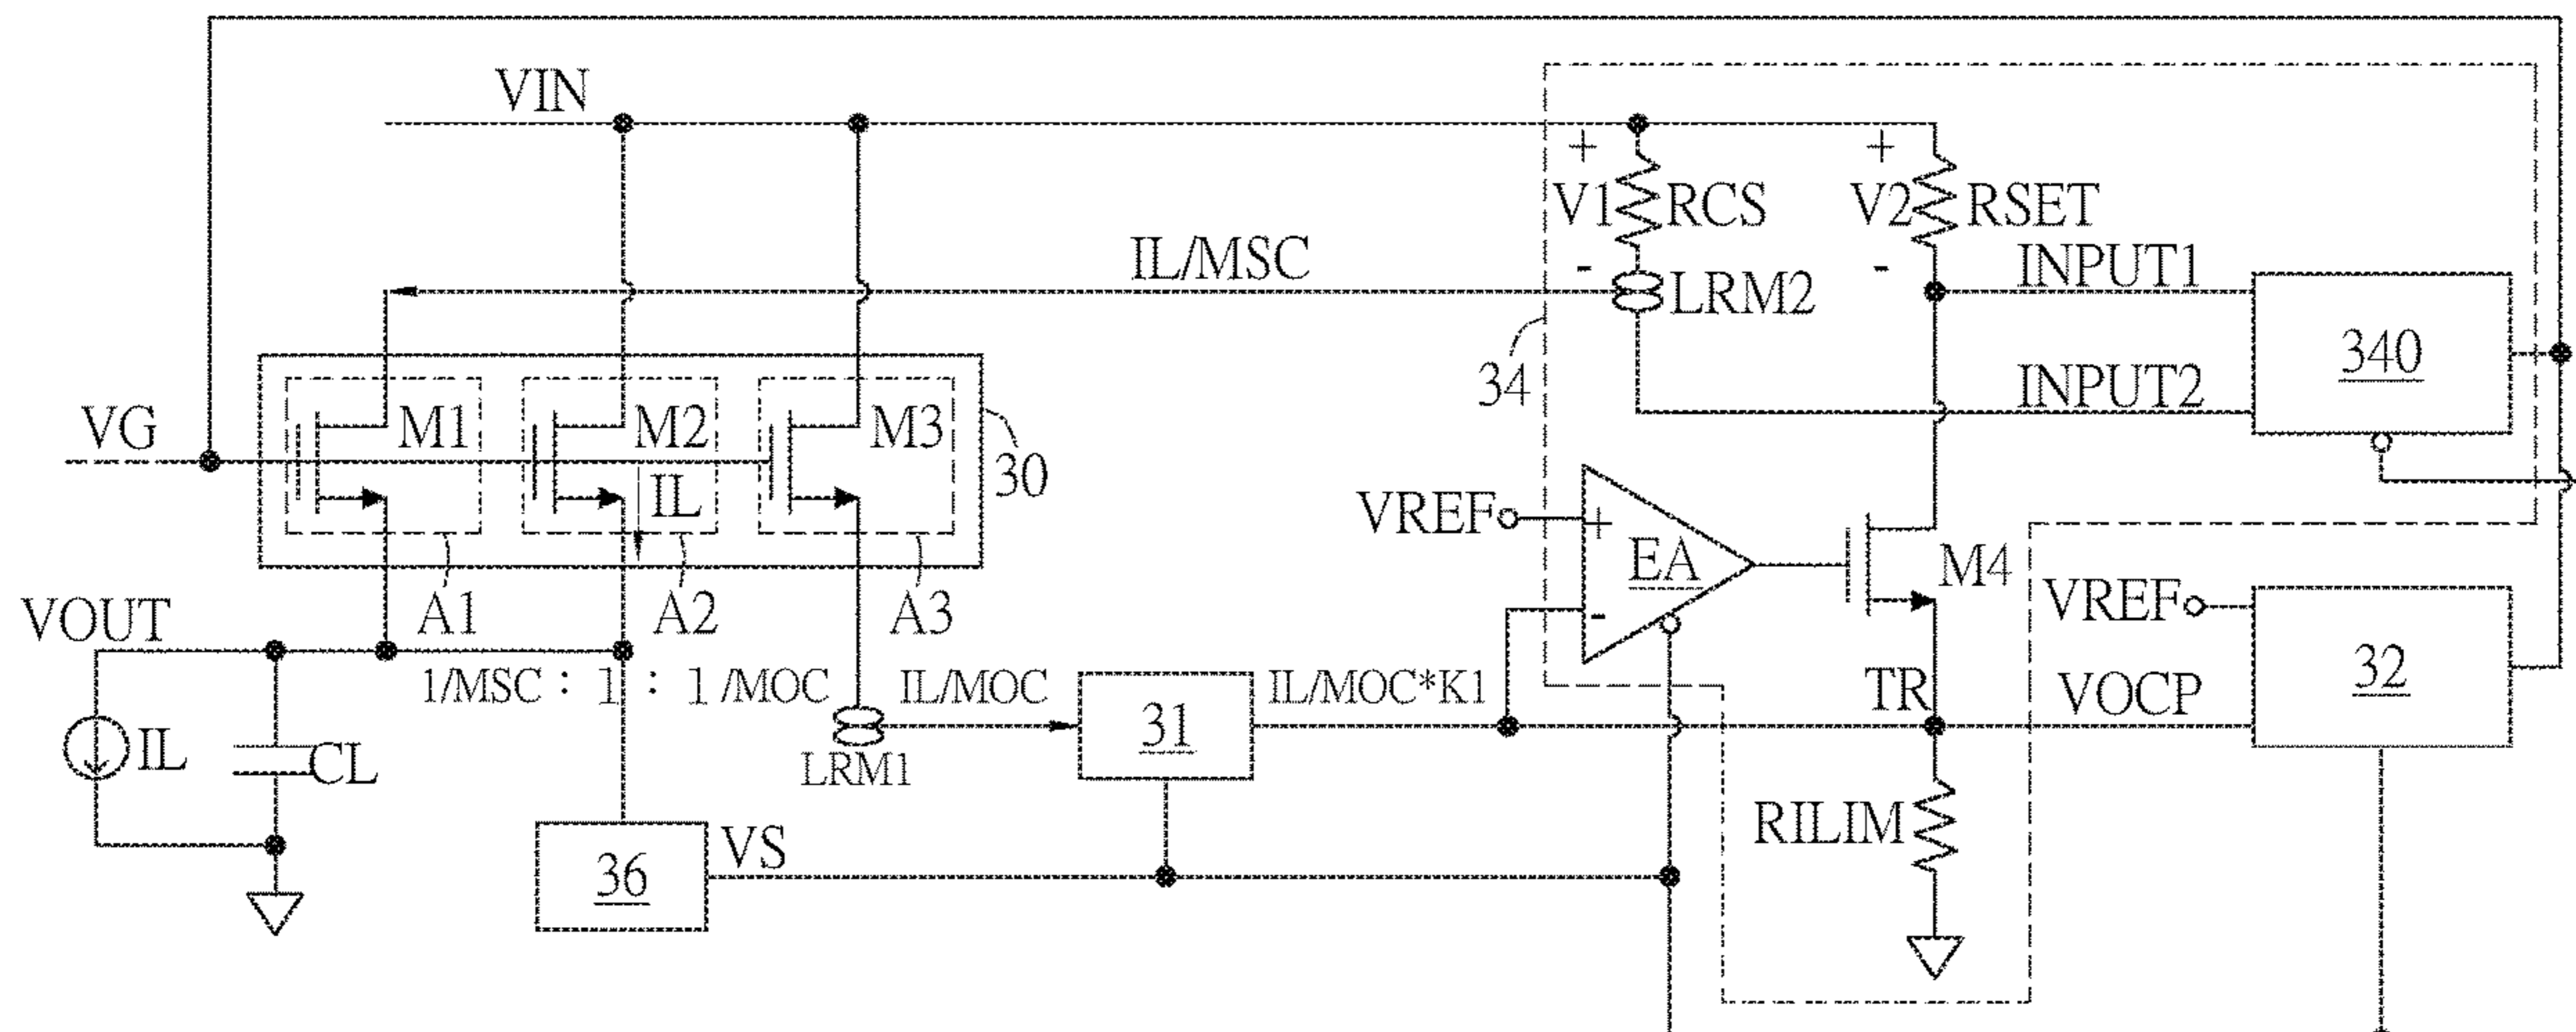 VIN
+
V1
-
RCS
+
V2
-
RSET
IL/MSC
LRM2
INPUT1
INPUT2
340
34
VG
M1
M2
M3
IL
30
A1
A2
A3
VREF
+
-
EA
M4
VREF
32
VOUT
1/MSC : 1 : 1/MOC
IL/MOC
LRM1
31
IL/MOC*K1
TR
VOCP
IL
CL
RILIM
36
VS